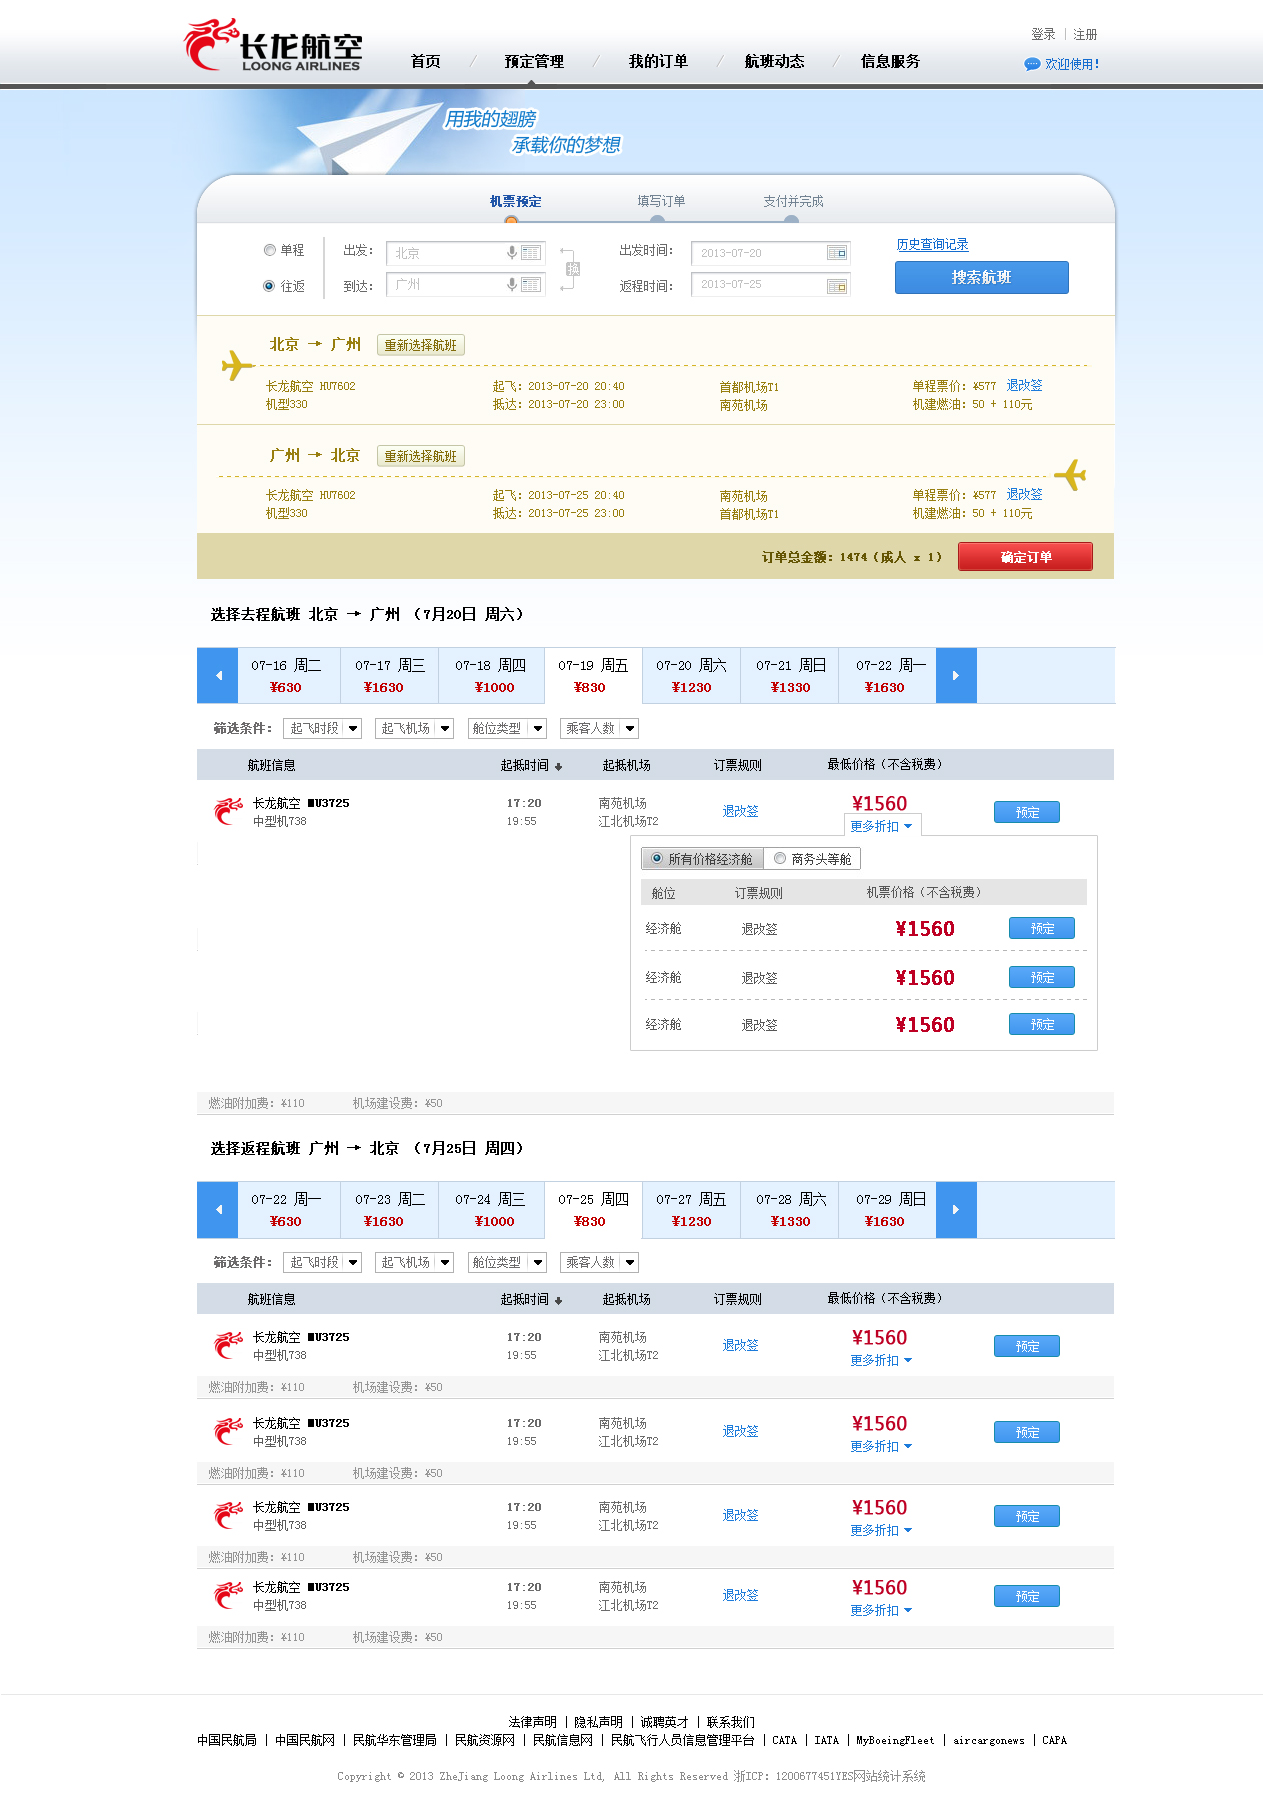 长龙航空
LOONG AIRLINES
首页 预定管理 我的订单 航班动态 信息服务
登录 注册
欢迎使用!
用我的翅膀
承载你的梦想
机票预定 填写订单 支付并完成
单程 出发: 北京 出发时间: 2013-07-20 历史查询记录
换
往返 到达: 广州 返程时间: 2013-07-25 搜索航班
北京 → 广州 重新选择航班
长龙航空 HU7602 起飞: 2013-07-20 20:40 首都机场T1 单程票价: ¥577 退改签
机型330 抵达: 2013-07-20 23:00 南苑机场 机建燃油: 50 + 110元
广州 → 北京 重新选择航班
长龙航空 HU7602 起飞: 2013-07-25 20:40 南苑机场 单程票价: ¥577 退改签
机型330 抵达: 2013-07-25 23:00 首都机场T1 机建燃油: 50 + 110元
订单总金额: 1474 (成人 x 1) 确定订单
选择去程航班 北京 → 广州 (7月20日 周六)
07-16 周二 07-17 周三 07-18 周四 07-19 周五 07-20 周六 07-21 周日 07-22 周一
¥630 ¥1630 ¥1000 ¥830 ¥1230 ¥1330 ¥1630
筛选条件: 起飞时段 起飞机场 舱位类型 乘客人数
航班信息 起抵时间 起抵机场 订票规则 最低价格(不含税费)
长龙航空 MU3725 17:20 南苑机场 退改签 ¥1560 预定
中型机738 19:55 江北机场T2 更多折扣
所有价格经济舱 商务头等舱
舱位 订票规则 机票价格(不含税费)
经济舱 退改签 ¥1560 预定
经济舱 退改签 ¥1560 预定
经济舱 退改签 ¥1560 预定
燃油附加费: ¥110 机场建设费: ¥50
选择返程航班 广州 → 北京 (7月25日 周四)
07-22 周一 07-23 周二 07-24 周三 07-25 周四 07-27 周五 07-28 周六 07-29 周日
¥630 ¥1630 ¥1000 ¥830 ¥1230 ¥1330 ¥1630
筛选条件: 起飞时段 起飞机场 舱位类型 乘客人数
航班信息 起抵时间 起抵机场 订票规则 最低价格(不含税费)
长龙航空 MU3725 17:20 南苑机场 退改签 ¥1560 预定
中型机738 19:55 江北机场T2 更多折扣
燃油附加费: ¥110 机场建设费: ¥50
长龙航空 MU3725 17:20 南苑机场 退改签 ¥1560 预定
中型机738 19:55 江北机场T2 更多折扣
燃油附加费: ¥110 机场建设费: ¥50
长龙航空 MU3725 17:20 南苑机场 退改签 ¥1560 预定
中型机738 19:55 江北机场T2 更多折扣
燃油附加费: ¥110 机场建设费: ¥50
长龙航空 MU3725 17:20 南苑机场 退改签 ¥1560 预定
中型机738 19:55 江北机场T2 更多折扣
燃油附加费: ¥110 机场建设费: ¥50
法律声明 | 隐私声明 | 诚聘英才 | 联系我们
中国民航局 | 中国民航网 | 民航华东管理局 | 民航资源网 | 民航信息网 | 民航飞行人员信息管理平台 | CATA | IATA | MyBoeingFleet | aircargonews | CAPA
Copyright © 2013 ZheJiang Loong Airlines Ltd, All Rights Reserved 浙ICP: 1200677451YES网站统计系统